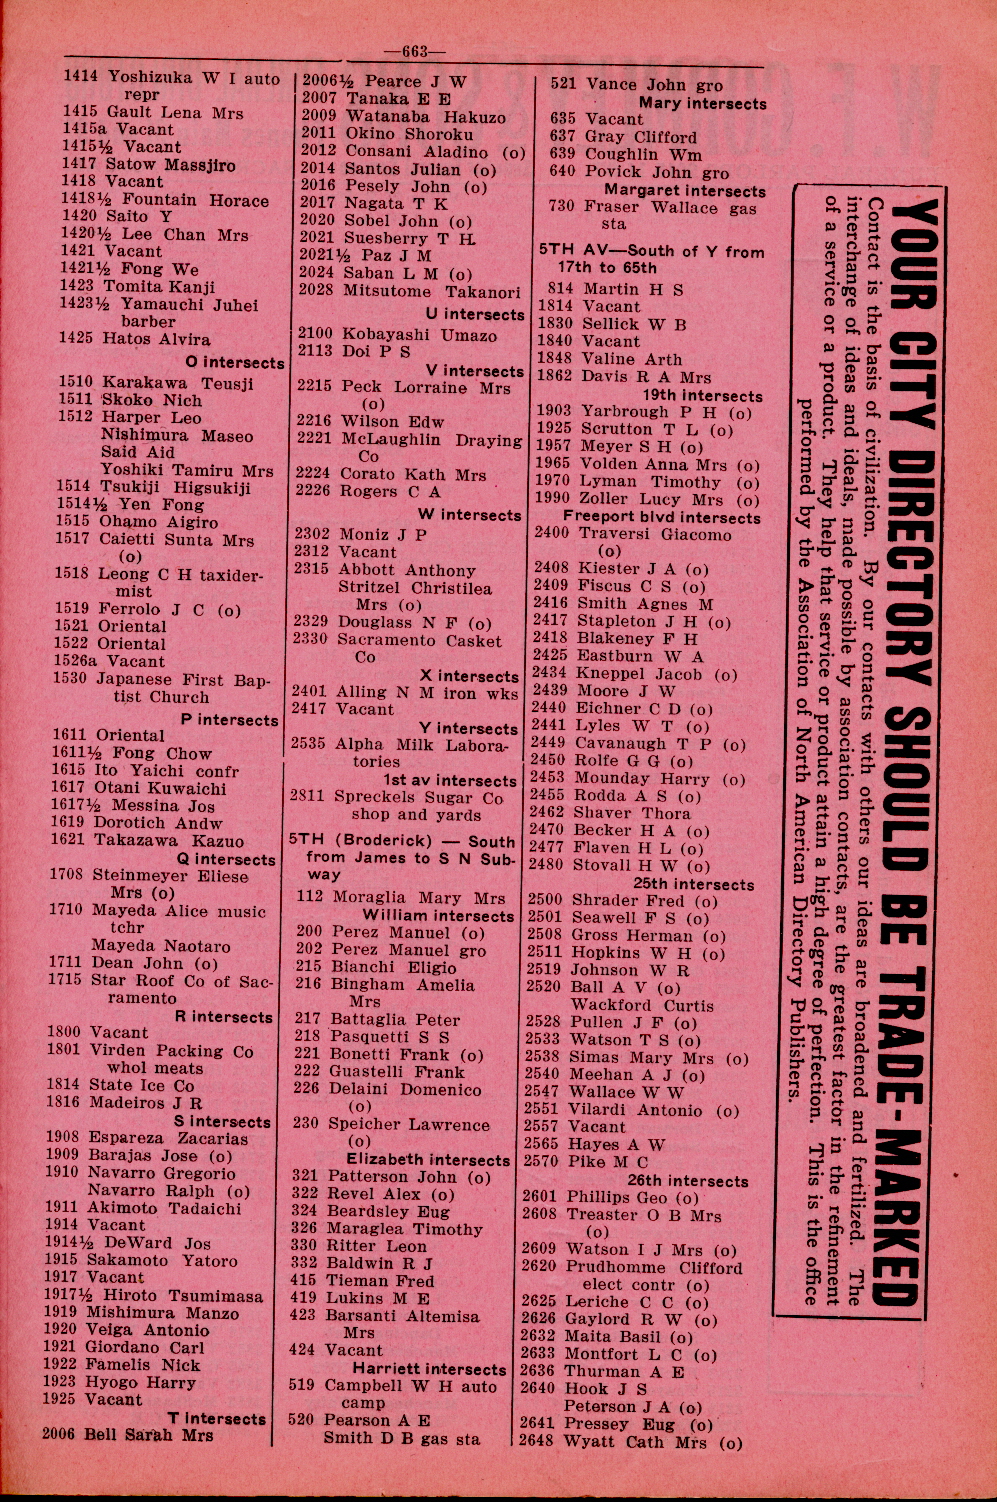 —663—
1414 Yoshizuka W I auto
repr
1415 Gault Lena Mrs
1415a Vacant
1415½ Vacant
1417 Satow Massjiro
1418 Vacant
1418½ Fountain Horace
1420 Saito Y
1420½ Lee Chan Mrs
1421 Vacant
1421½ Fong We
1423 Tomita Kanji
1423½ Yamauchi Juhei
barber
1425 Hatos Alvira
O intersects
1510 Karakawa Teusji
1511 Skoko Nich
1512 Harper Leo
Nishimura Maseo
Said Aid
Yoshiki Tamiru Mrs
1514 Tsukiji Higsukiji
1514½ Yen Fong
1515 Ohamo Aigiro
1517 Caietti Sunta Mrs
(o)
1518 Leong C H taxider-
mist
1519 Ferrolo J C (o)
1521 Oriental
1522 Oriental
1526a Vacant
1530 Japanese First Bap-
tist Church
P intersects
1611 Oriental
1611½ Fong Chow
1615 Ito Yaichi confr
1617 Otani Kuwaichi
1617½ Messina Jos
1619 Dorotich Andw
1621 Takazawa Kazuo
Q intersects
1708 Steinmeyer Eliese
Mrs (o)
1710 Mayeda Alice music
tchr
Mayeda Naotaro
1711 Dean John (o)
1715 Star Roof Co of Sac-
ramento
R intersects
1800 Vacant
1801 Virden Packing Co
whol meats
1814 State Ice Co
1816 Madeiros J R
S intersects
1908 Espareza Zacarias
1909 Barajas Jose (o)
1910 Navarro Gregorio
Navarro Ralph (o)
1911 Akimoto Tadaichi
1914 Vacant
1914½ DeWard Jos
1915 Sakamoto Yatoro
1917 Vacant
1917½ Hiroto Tsumimasa
1919 Mishimura Manzo
1920 Veiga Antonio
1921 Giordano Carl
1922 Famelis Nick
1923 Hyogo Harry
1925 Vacant
T intersects
2006 Bell Sarah Mrs
2006½ Pearce J W
2007 Tanaka E E
2009 Watanaba Hakuzo
2011 Okino Shoroku
2012 Consani Aladino (o)
2014 Santos Julian (o)
2016 Pesely John (o)
2017 Nagata T K
2020 Sobel John (o)
2021 Suesberry T H
2021½ Paz J M
2024 Saban L M (o)
2028 Mitsutome Takanori
U intersects
2100 Kobayashi Umazo
2113 Doi P S
V intersects
2215 Peck Lorraine Mrs
(o)
2216 Wilson Edw
2221 McLaughlin Draying
Co
2224 Corato Kath Mrs
2226 Rogers C A
W intersects
2302 Moniz J P
2312 Vacant
2315 Abbott Anthony
Stritzel Christilea
Mrs (o)
2329 Douglass N F (o)
2330 Sacramento Casket
Co
X intersects
2401 Alling N M iron wks
2417 Vacant
Y intersects
2535 Alpha Milk Labora-
tories
1st av intersects
2811 Spreckels Sugar Co
shop and yards
5TH (Broderick) — South
from James to S N Sub-
way
112 Moraglia Mary Mrs
William intersects
200 Perez Manuel (o)
202 Perez Manuel gro
215 Bianchi Eligio
216 Bingham Amelia
Mrs
217 Battaglia Peter
218 Pasquetti S S
221 Bonetti Frank (o)
222 Guastelli Frank
226 Delaini Domenico
(o)
230 Speicher Lawrence
(o)
Elizabeth intersects
321 Patterson John (o)
322 Revel Alex (o)
324 Beardsley Eug
326 Maraglea Timothy
330 Ritter Leon
332 Baldwin R J
415 Tieman Fred
419 Lukins M E
423 Barsanti Altemisa
Mrs
424 Vacant
Harriett intersects
519 Campbell W H auto
camp
520 Pearson A E
Smith D B gas sta
521 Vance John gro
Mary intersects
635 Vacant
637 Gray Clifford
639 Coughlin Wm
640 Povick John gro
Margaret intersects
730 Fraser Wallace gas
sta
5TH AV—South of Y from
17th to 65th
814 Martin H S
1814 Vacant
1830 Sellick W B
1840 Vacant
1848 Valine Arth
1862 Davis R A Mrs
19th intersects
1903 Yarbrough P H (o)
1925 Scrutton T L (o)
1957 Meyer S H (o)
1965 Volden Anna Mrs (o)
1970 Lyman Timothy (o)
1990 Zoller Lucy Mrs (o)
Freeport blvd intersects
2400 Traversi Giacomo
(o)
2408 Kiester J A (o)
2409 Fiscus C S (o)
2416 Smith Agnes M
2417 Stapleton J H (o)
2418 Blakeney F H
2425 Eastburn W A
2434 Kneppel Jacob (o)
2439 Moore J W
2440 Eichner C D (o)
2441 Lyles W T (o)
2449 Cavanaugh T P (o)
2450 Rolfe G G (o)
2453 Mounday Harry (o)
2455 Rodda A S (o)
2462 Shaver Thora
2470 Becker H A (o)
2477 Flaven H L (o)
2480 Stovall H W (o)
25th intersects
2500 Shrader Fred (o)
2501 Seawell F S (o)
2508 Gross Herman (o)
2511 Hopkins W H (o)
2519 Johnson W R
2520 Ball A V (o)
Wackford Curtis
2528 Pullen J F (o)
2533 Watson T S (o)
2538 Simas Mary Mrs (o)
2540 Meehan A J (o)
2547 Wallace W W
2551 Vilardi Antonio (o)
2557 Vacant
2565 Hayes A W
2570 Pike M C
26th intersects
2601 Phillips Geo (o)
2608 Treaster O B Mrs
(o)
2609 Watson I J Mrs (o)
2620 Prudhomme Clifford
elect contr (o)
2625 Leriche C C (o)
2626 Gaylord R W (o)
2632 Maita Basil (o)
2633 Montfort L C (o)
2636 Thurman A E
2640 Hook J S
Peterson J A (o)
2641 Pressey Eug (o)
2648 Wyatt Cath Mrs (o)
YOUR CITY DIRECTORY SHOULD BE TRADE-MARKED
Contact is the basis of civilization. By our contacts with others our ideas are broadened and fertilized. The
interchange of ideas and ideals, made possible by association contacts, are the greatest factor in the refinement
of a service or a product. They help that service or product attain a high degree of perfection. This is the office
performed by the Association of North American Directory Publishers.